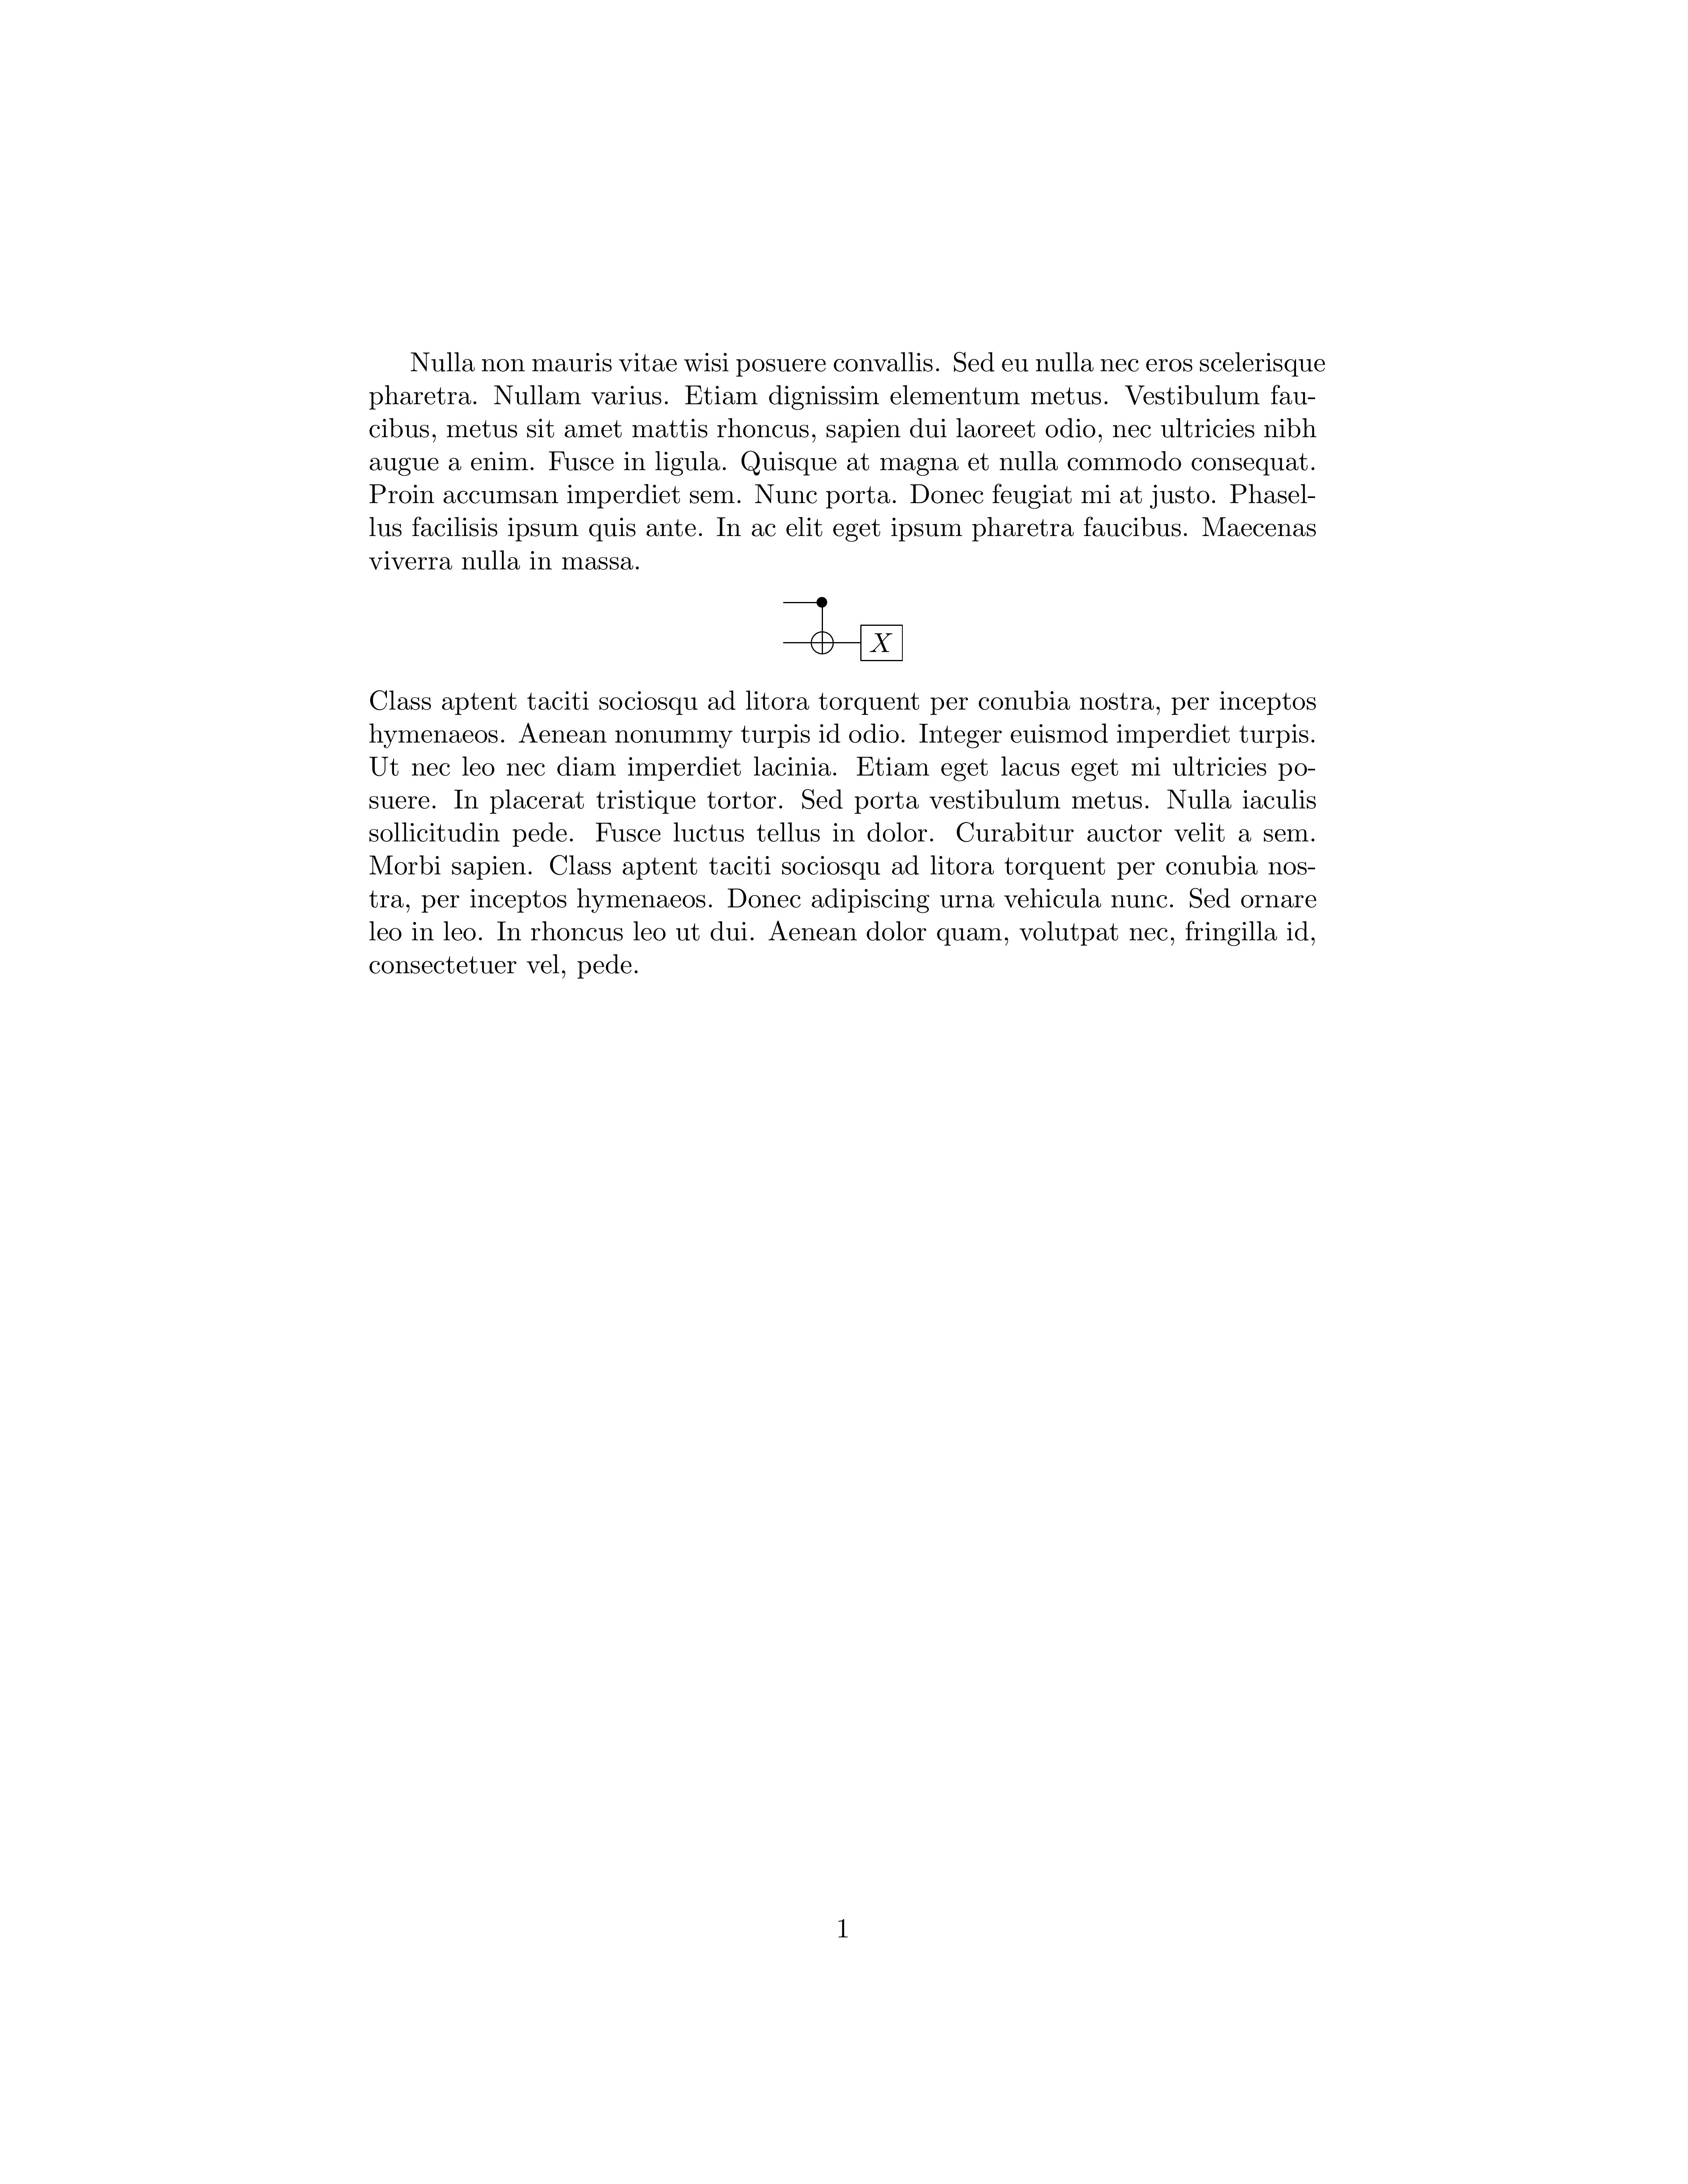 Nulla non mauris vitae wisi posuere convallis. Sed eu nulla nec eros scelerisque
pharetra. Nullam varius. Etiam dignissim elementum metus. Vestibulum fau-
cibus, metus sit amet mattis rhoncus, sapien dui laoreet odio, nec ultricies nibh
augue a enim. Fusce in ligula. Quisque at magna et nulla commodo consequat.
Proin accumsan imperdiet sem. Nunc porta. Donec feugiat mi at justo. Phasel-
lus facilisis ipsum quis ante. In ac elit eget ipsum pharetra faucibus. Maecenas
viverra nulla in massa.
X
Class aptent taciti sociosqu ad litora torquent per conubia nostra, per inceptos
hymenaeos. Aenean nonummy turpis id odio. Integer euismod imperdiet turpis.
Ut nec leo nec diam imperdiet lacinia. Etiam eget lacus eget mi ultricies po-
suere. In placerat tristique tortor. Sed porta vestibulum metus. Nulla iaculis
sollicitudin pede. Fusce luctus tellus in dolor. Curabitur auctor velit a sem.
Morbi sapien. Class aptent taciti sociosqu ad litora torquent per conubia nos-
tra, per inceptos hymenaeos. Donec adipiscing urna vehicula nunc. Sed ornare
leo in leo. In rhoncus leo ut dui. Aenean dolor quam, volutpat nec, fringilla id,
consectetuer vel, pede.
1